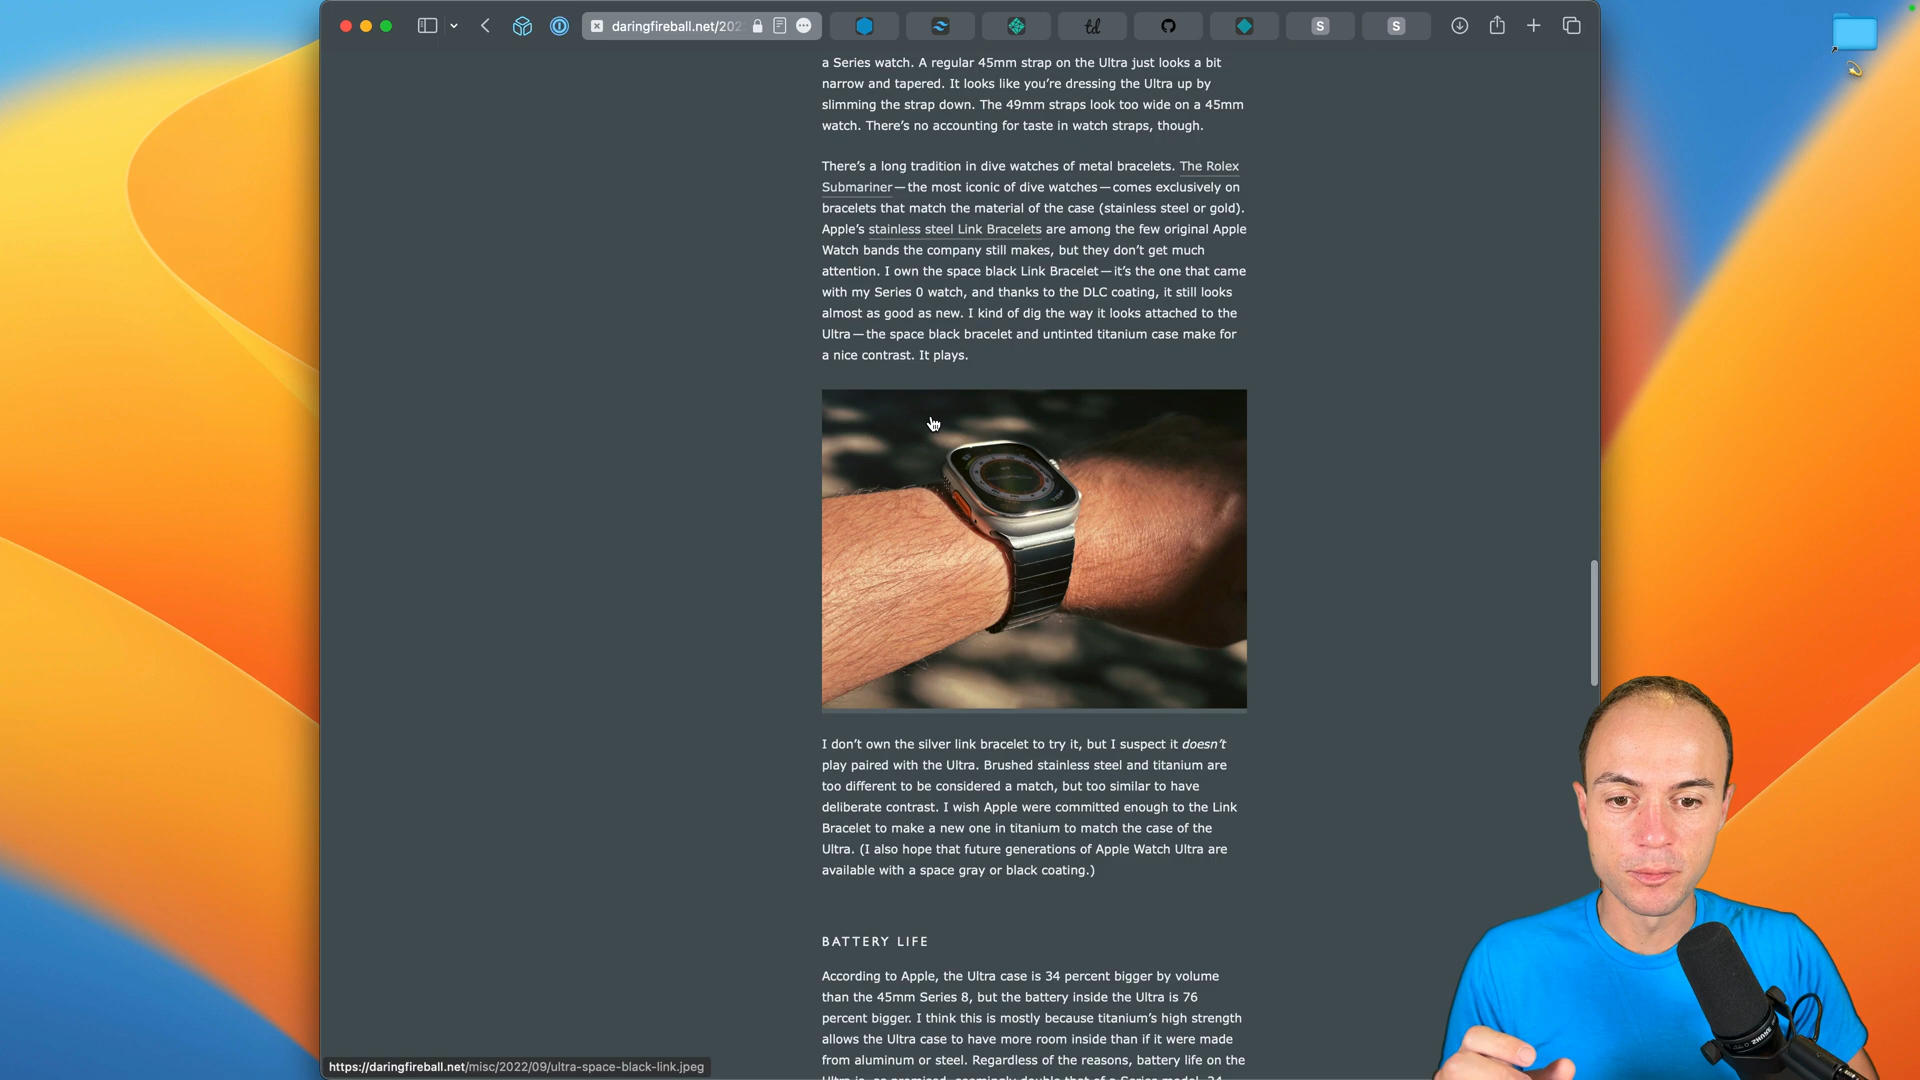 daringfireball.net/202
td
S
S
a Series watch. A regular 45mm strap on the Ultra just looks a bit
narrow and tapered. It looks like you’re dressing the Ultra up by
slimming the strap down. The 49mm straps look too wide on a 45mm
watch. There’s no accounting for taste in watch straps, though.
There’s a long tradition in dive watches of metal bracelets. The Rolex
Submariner — the most iconic of dive watches — comes exclusively on
bracelets that match the material of the case (stainless steel or gold).
Apple’s stainless steel Link Bracelets are among the few original Apple
Watch bands the company still makes, but they don’t get much
attention. I own the space black Link Bracelet — it’s the one that came
with my Series 0 watch, and thanks to the DLC coating, it still looks
almost as good as new. I kind of dig the way it looks attached to the
Ultra — the space black bracelet and untinted titanium case make for
a nice contrast. It plays.
I don’t own the silver link bracelet to try it, but I suspect it doesn’t
play paired with the Ultra. Brushed stainless steel and titanium are
too different to be considered a match, but too similar to have
deliberate contrast. I wish Apple were committed enough to the Link
Bracelet to make a new one in titanium to match the case of the
Ultra. (I also hope that future generations of Apple Watch Ultra are
available with a space gray or black coating.)
BATTERY LIFE
According to Apple, the Ultra case is 34 percent bigger by volume
than the 45mm Series 8, but the battery inside the Ultra is 76
percent bigger. I think this is mostly because titanium’s high strength
allows the Ultra case to have more room inside than if it were made
from aluminum or steel. Regardless of the reasons, battery life on the
https://daringfireball.net/misc/2022/09/ultra-space-black-link.jpeg